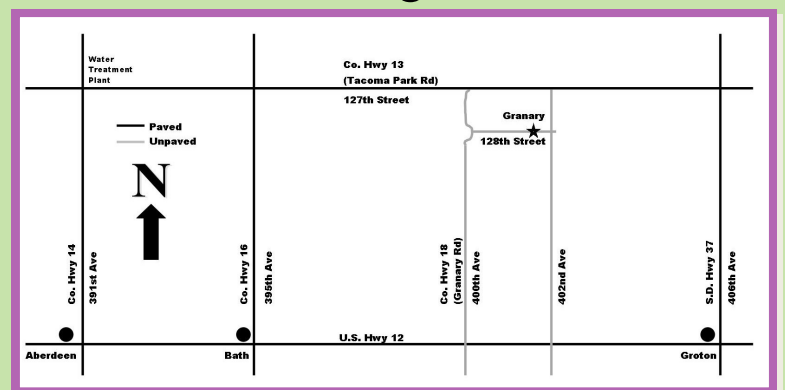 Water
Treatment
Plant
Co. Hwy 13
(Tacoma Park Rd)
127th Street
Paved
Unpaved
Granary
128th Street
N
Co. Hwy 14
391st Ave
Co. Hwy 16
395th Ave
Co. Hwy 18
(Granary Rd)
400th Ave
402nd Ave
S.D. Hwy 37
406th Ave
U.S. Hwy 12
Aberdeen
Bath
Groton